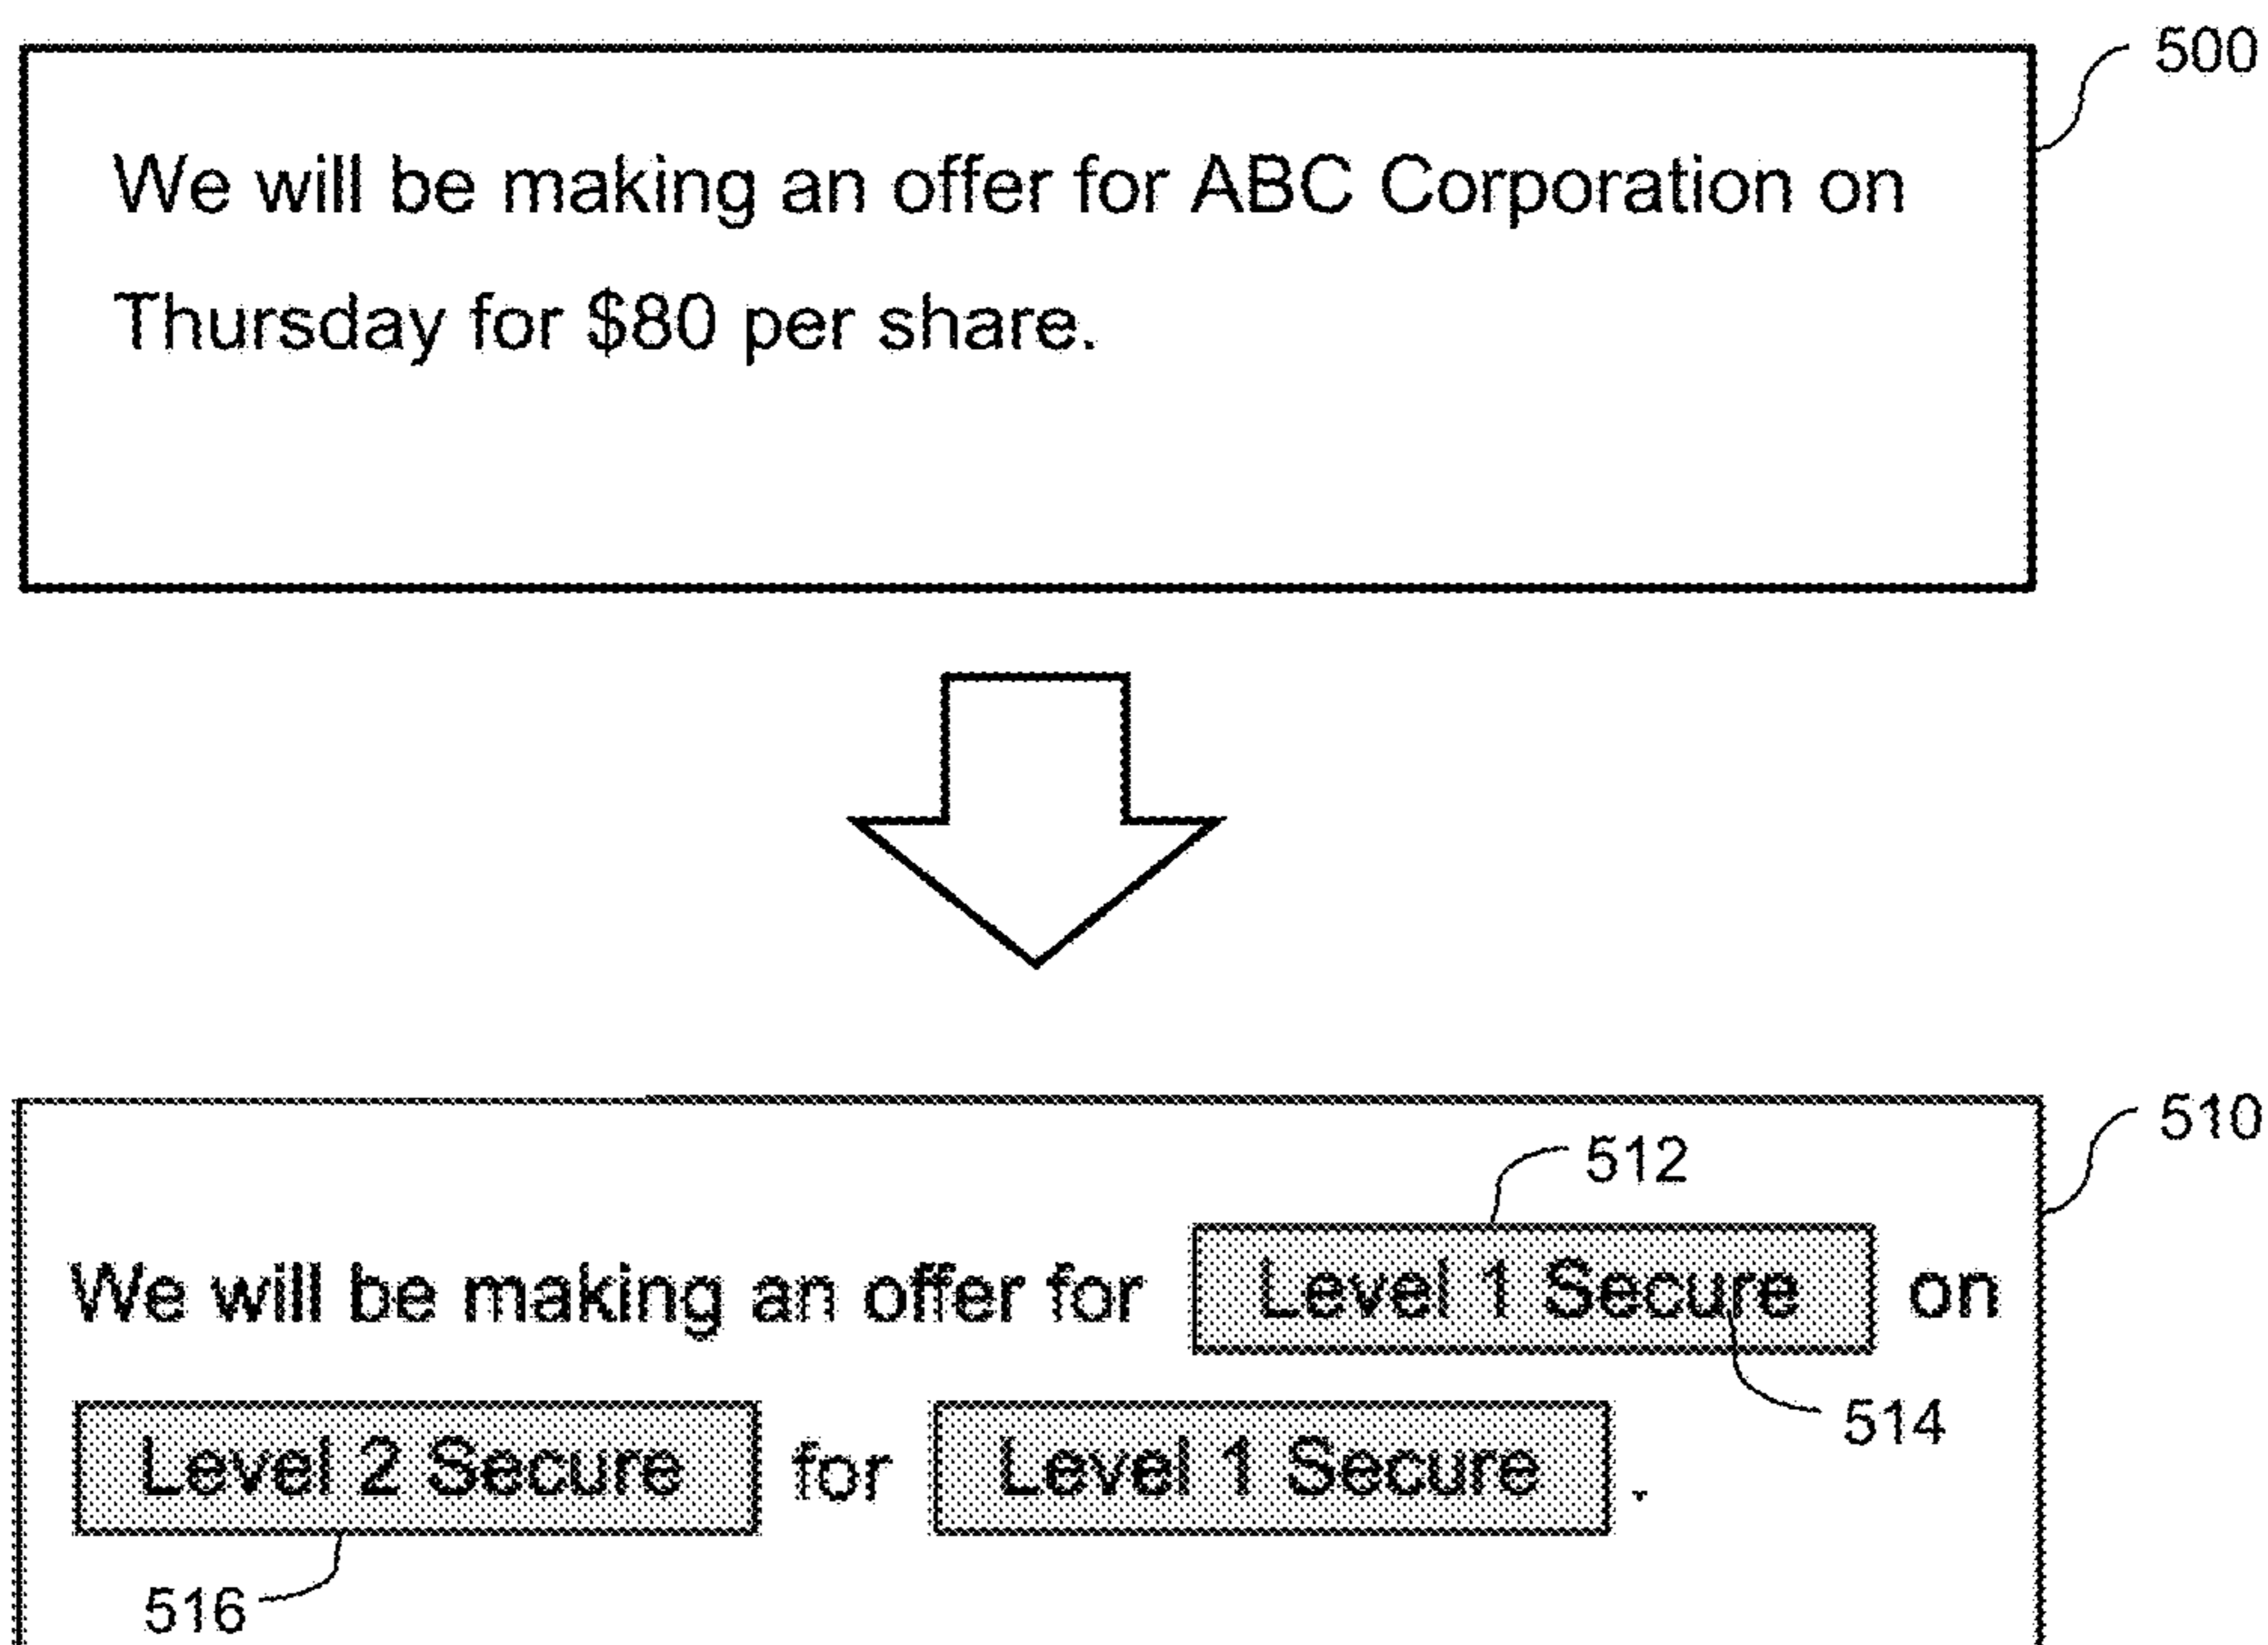 500
We will be making an offer for ABC Corporation on
Thursday for $80 per share.
510
512
We will be making an offer for Level 1 Secure on
514
Level 2 Secure for Level 1 Secure .
516